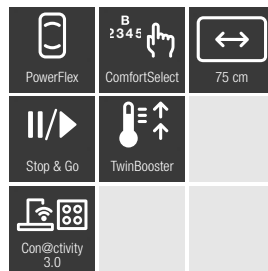 B
2345
PowerFlex
ComfortSelect
75 cm
Stop & Go
TwinBooster
Con@ctivity
3.0